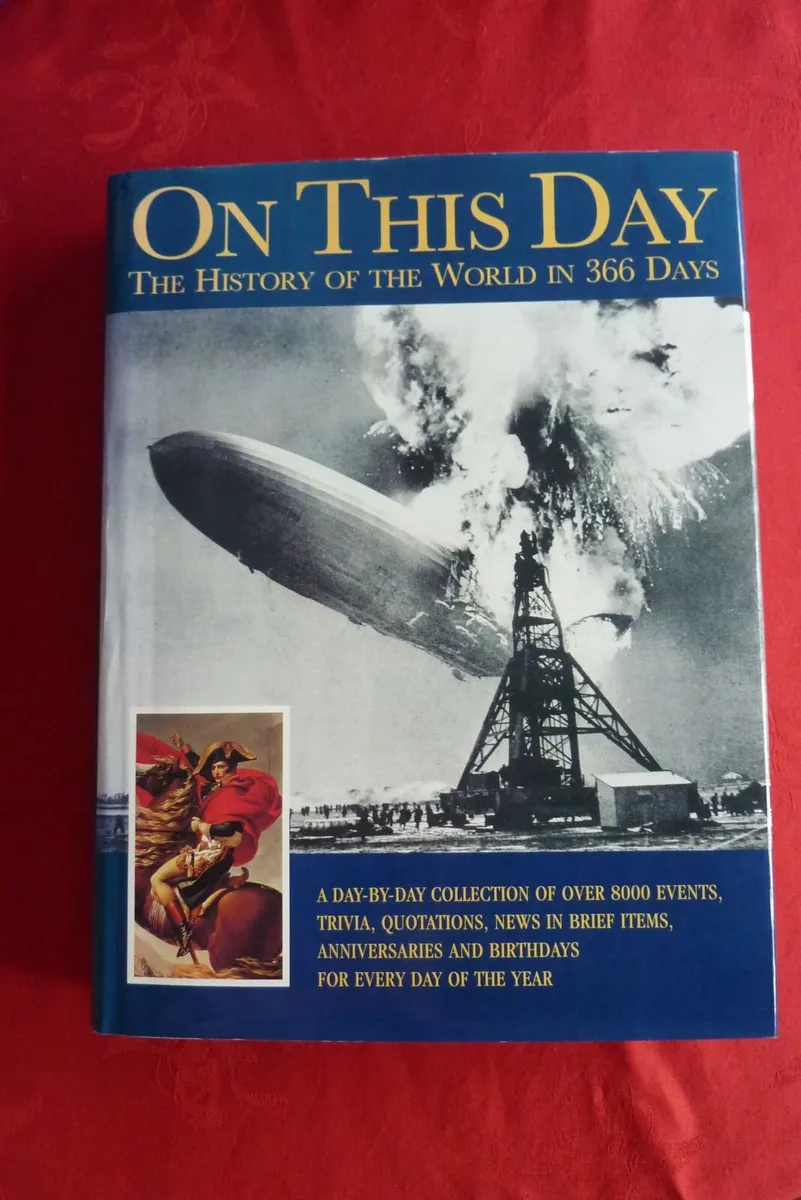 ON THIS DAY
THE HISTORY OF THE WORLD IN 366 DAYS
A DAY-BY-DAY COLLECTION OF OVER 8000 EVENTS,
TRIVIA, QUOTATIONS, NEWS IN BRIEF ITEMS,
ANNIVERSARIES AND BIRTHDAYS
FOR EVERY DAY OF THE YEAR